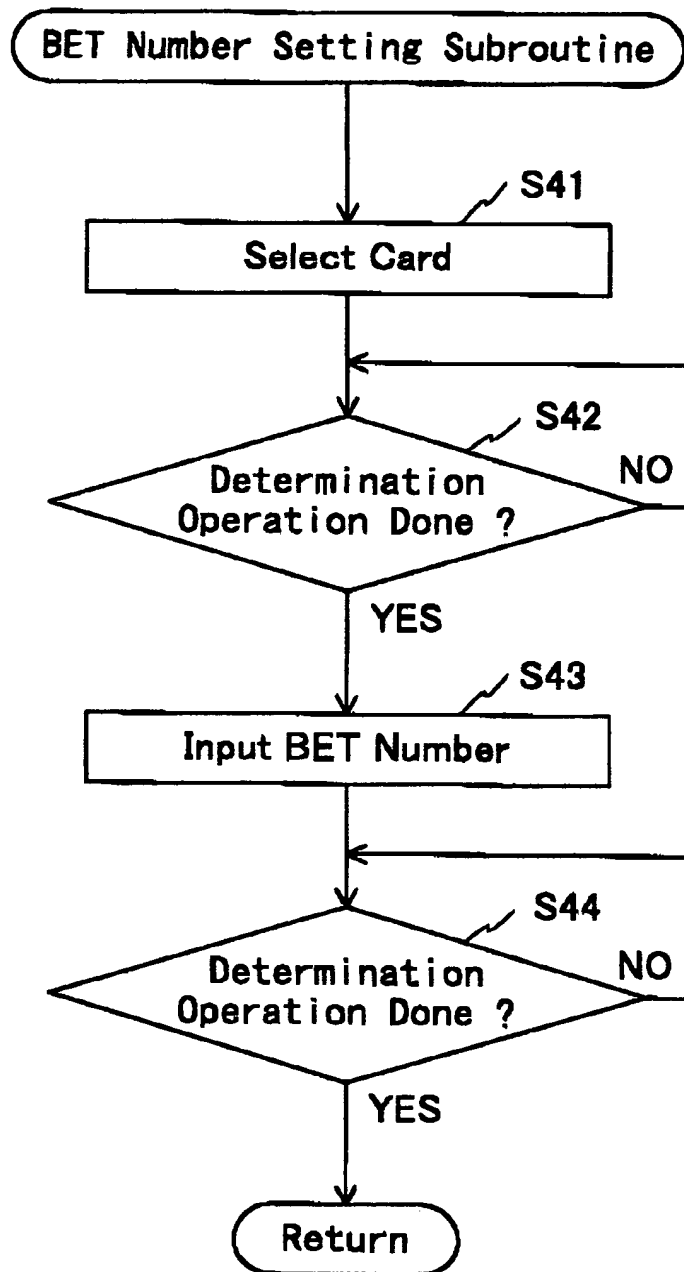 BET Number Setting Subroutine
S41
Select Card
S42
Determination
Operation Done ?
NO
YES
S43
Input BET Number
S44
Determination
Operation Done ?
NO
YES
Return